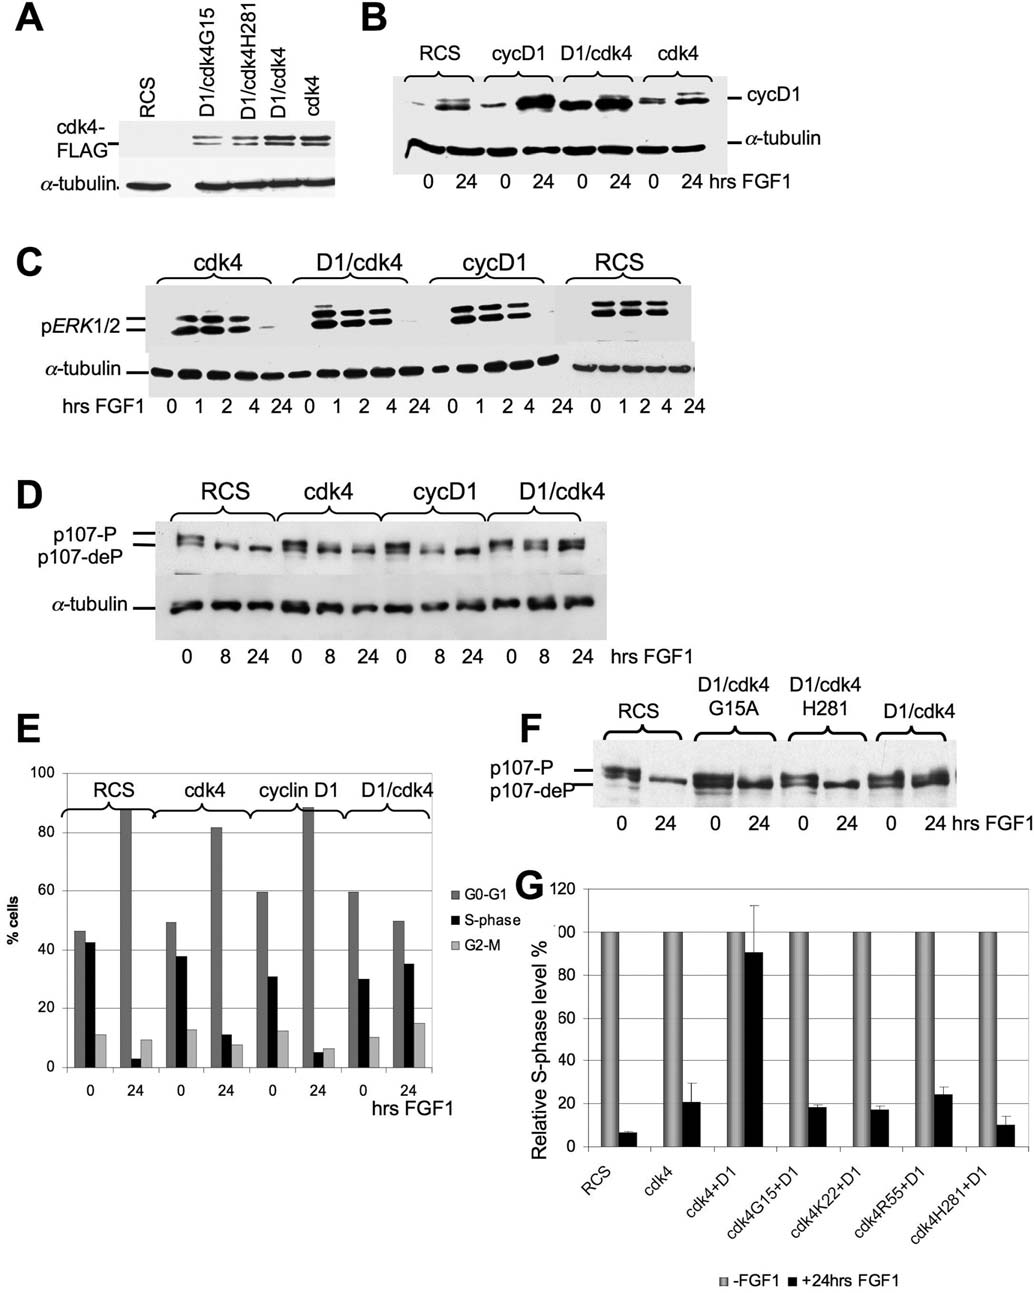 A
RCS
D1/cdk4G15
D1/cdk4H281
D1/cdk4
cdk4
cdk4-
FLAG
α-tubulin
B
RCS cycD1 D1/cdk4 cdk4
cycD1
α-tubulin
0 24 0 24 0 24 0 24 hrs FGF1
C
cdk4 D1/cdk4 cycD1 RCS
pERK1/2
α-tubulin
hrs FGF1 0 1 2 4 24 0 1 2 4 24 0 1 2 4 24 0 1 2 4 24
D
RCS cdk4 cycD1 D1/cdk4
p107-P
p107-deP
α-tubulin
0 8 24 0 8 24 0 8 24 0 8 24 hrs FGF1
E
100
80
60
40
20
0
% cells
RCS cdk4 cyclin D1 D1/cdk4
G0-G1
S-phase
G2-M
0 24 0 24 0 24 0 24
hrs FGF1
F
RCS
D1/cdk4
G15A
D1/cdk4
H281
D1/cdk4
p107-P
p107-deP
0 24 0 24 0 24 0 24 hrs FGF1
G
120
00
80
60
40
20
0
Relative S-phase level %
RCS
cdk4
cdk4+D1
cdk4G15+D1
cdk4K22+D1
cdk4R55+D1
cdk4H281+D1
-FGF1 +24hrs FGF1